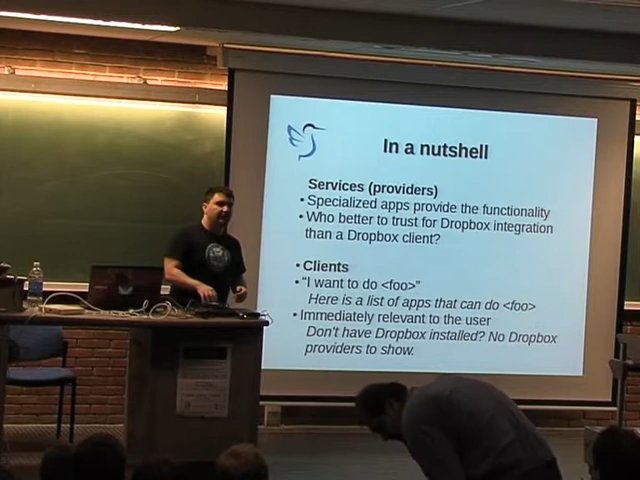 In a nutshell
Services (providers)
• Specialized apps provide the functionality
• Who better to trust for Dropbox integration
than a Dropbox client?
• Clients
• “I want to do <foo>”
Here is a list of apps that can do <foo>
• Immediately relevant to the user
Don't have Dropbox installed? No Dropbox
providers to show.